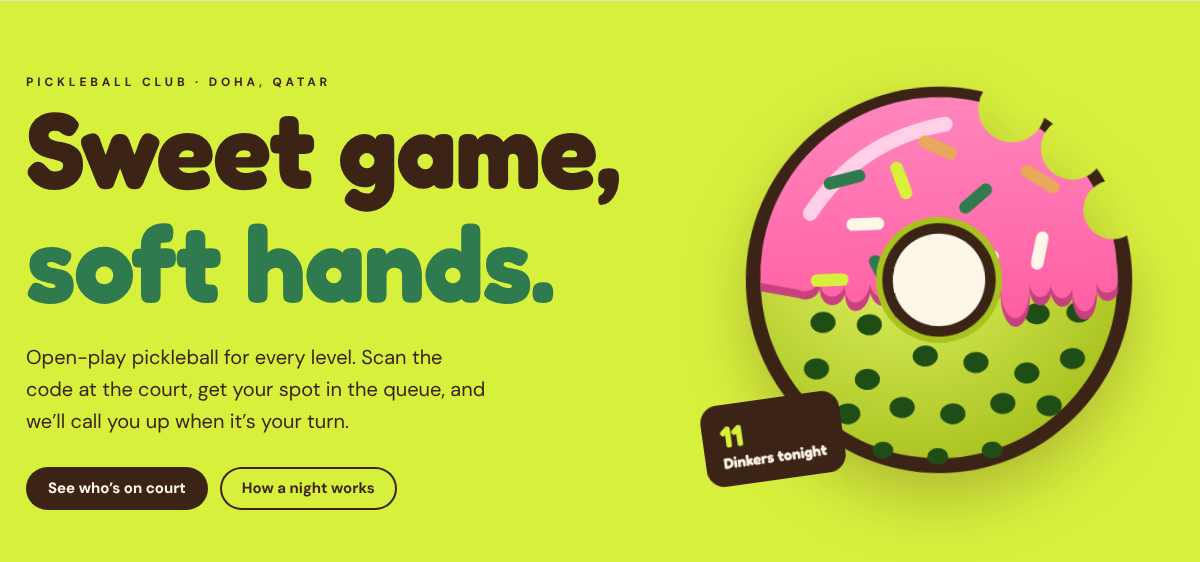 PICKLEBALL CLUB · DOHA, QATAR
Sweet game,
soft hands.
Open-play pickleball for every level. Scan the
code at the court, get your spot in the queue, and
we’ll call you up when it’s your turn.
See who’s on court
How a night works
11
Dinkers tonight